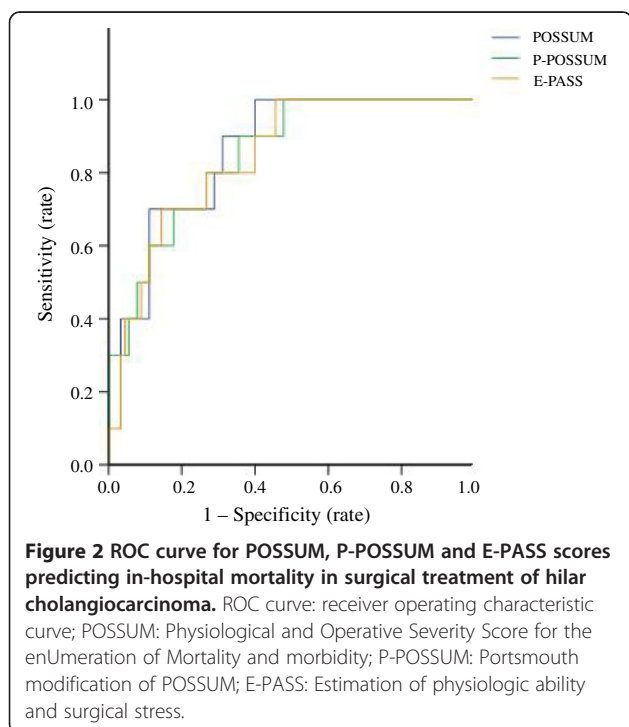 POSSUM
P-POSSUM
E-PASS
1.0
0.8
0.6
0.4
0.2
0.0
Sensitivity (rate)
0.0 0.2 0.4 0.6 0.8 1.0
1 – Specificity (rate)
Figure 2 ROC curve for POSSUM, P-POSSUM and E-PASS scores
predicting in-hospital mortality in surgical treatment of hilar
cholangiocarcinoma. ROC curve: receiver operating characteristic
curve; POSSUM: Physiological and Operative Severity Score for the
enUmeration of Mortality and morbidity; P-POSSUM: Portsmouth
modification of POSSUM; E-PASS: Estimation of physiologic ability
and surgical stress.